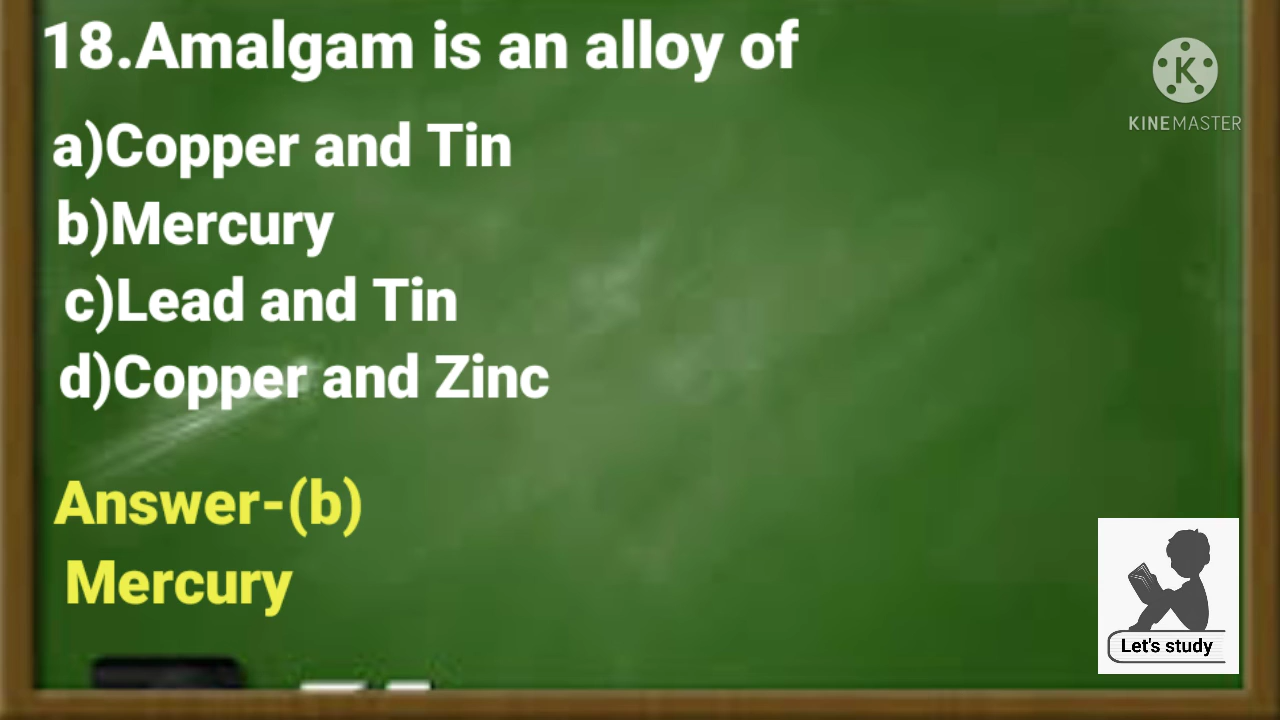 18.Amalgam is an alloy of
a)Copper and Tin
b)Mercury
c)Lead and Tin
d)Copper and Zinc
Answer-(b)
Mercury
K
KINEMASTER
Let's study